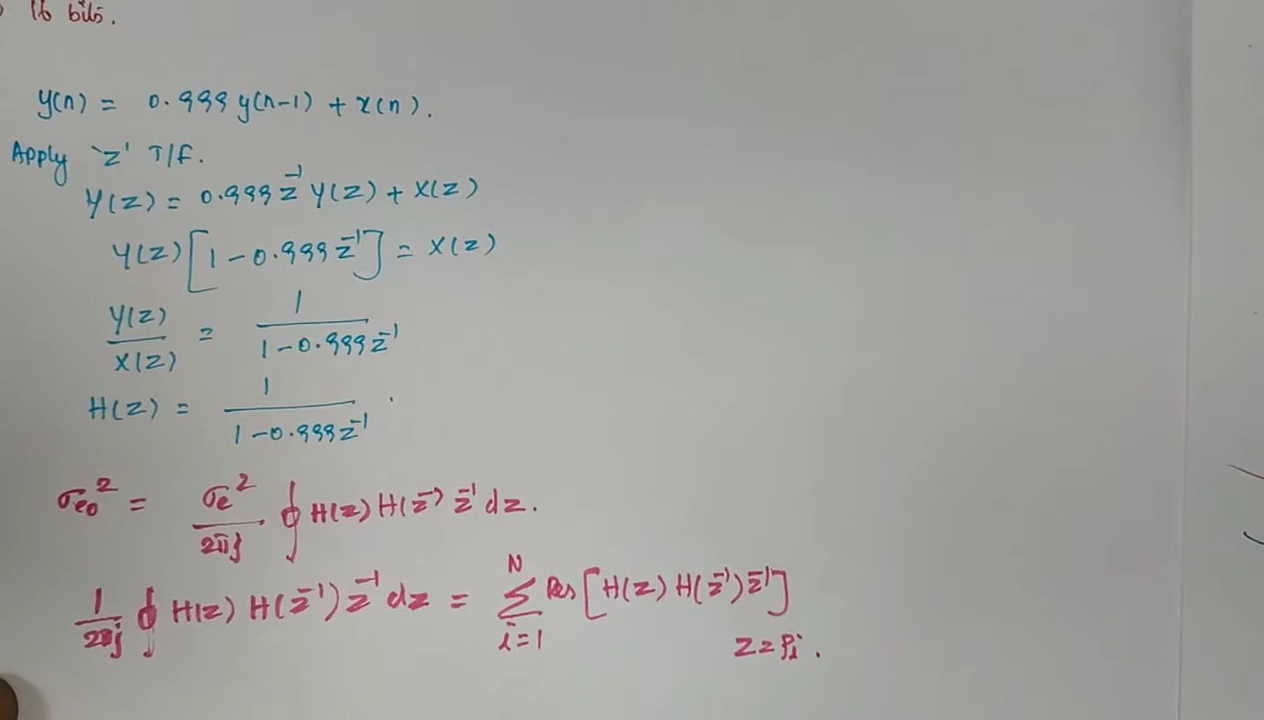 16 bits.
y(n) = 0.999 y(n-1) + x(n).
Apply 'z' T/F.
Y(z) = 0.999 z⁻¹ Y(z) + X(z)
Y(z) [1 - 0.999 z⁻¹] = X(z)
Y(z)/X(z) = 1/(1 - 0.999 z⁻¹)
H(z) = 1/(1 - 0.999 z⁻¹)
σeo² = σe²/2πj ∮ H(z) H(z⁻¹) z⁻¹ dz.
1/2πj ∮ H(z) H(z⁻¹) z⁻¹ dz = Σ_{i=1}^{N} Res [H(z) H(z⁻¹) z⁻¹] z=Pi.